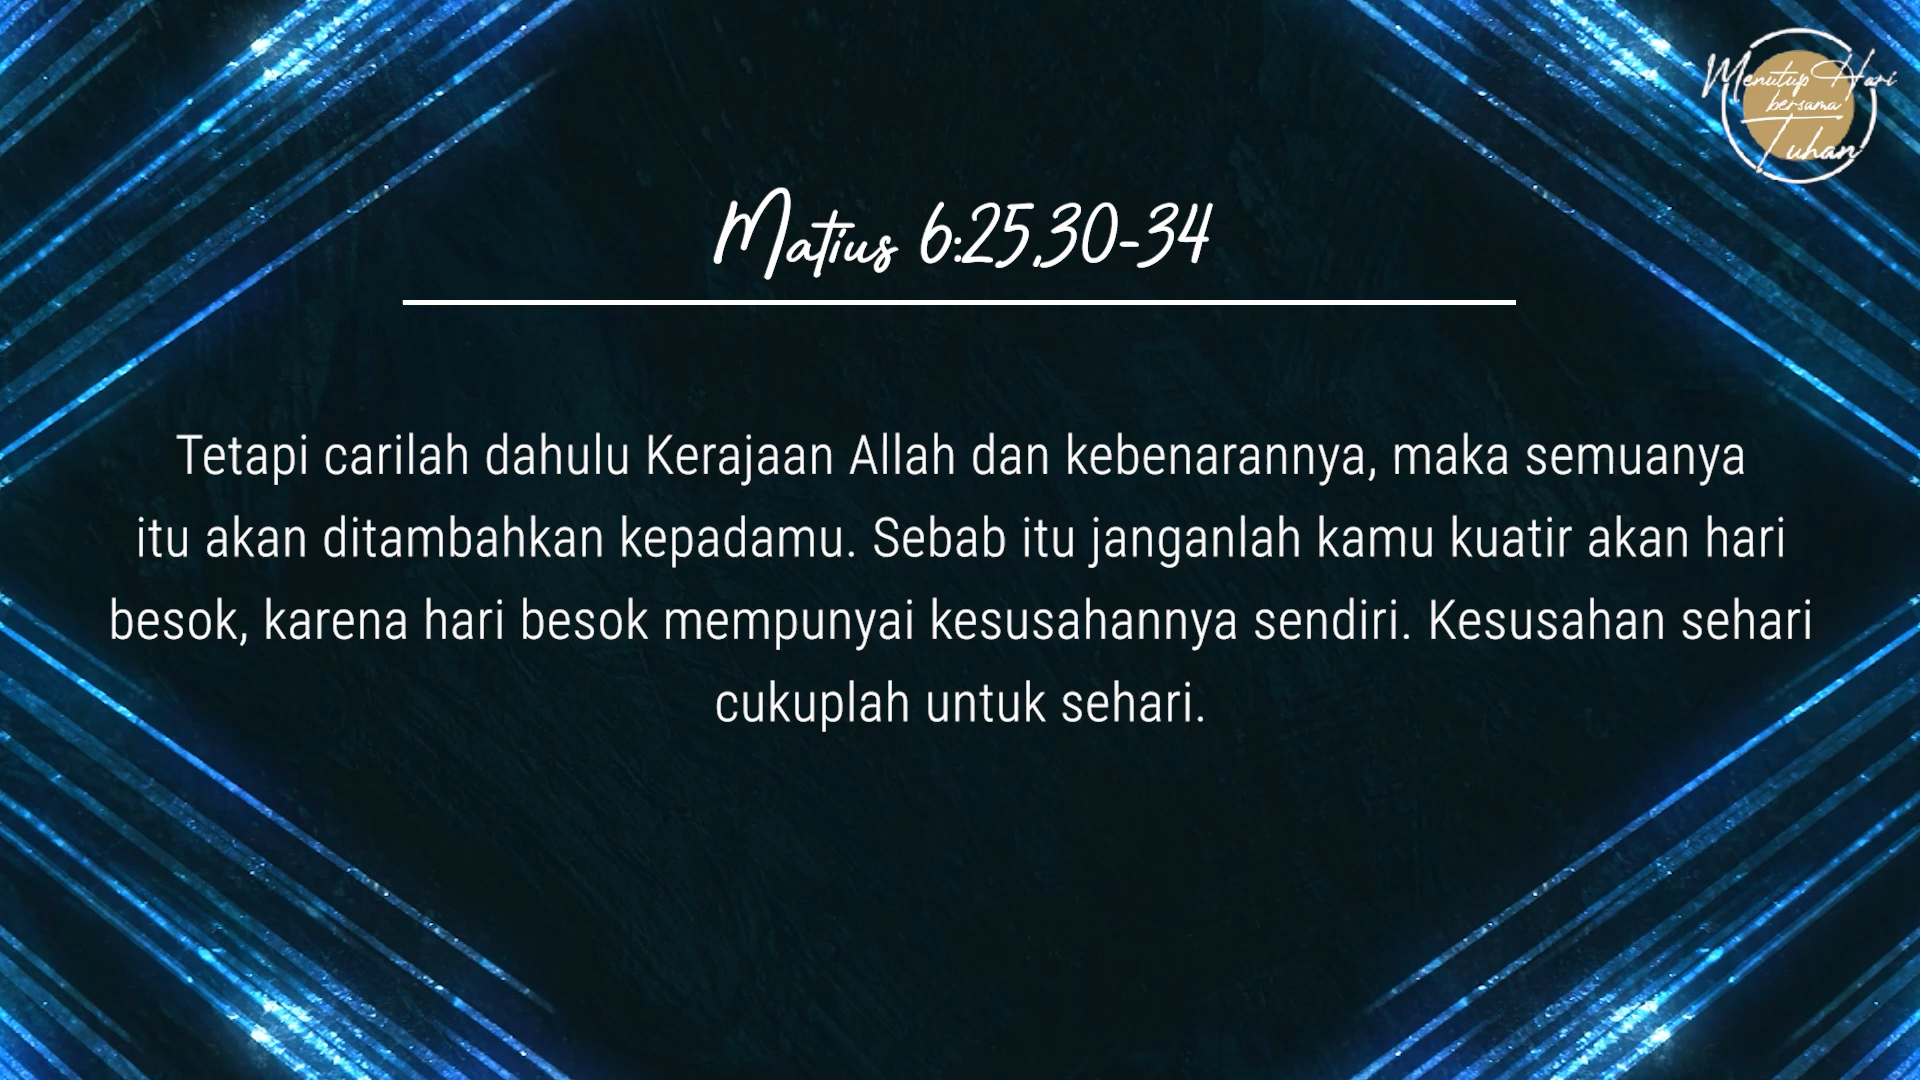 Menutup Hari
bersama
Tuhan
Matius 6:25,30-34
Tetapi carilah dahulu Kerajaan Allah dan kebenarannya, maka semuanya
itu akan ditambahkan kepadamu. Sebab itu janganlah kamu kuatir akan hari
besok, karena hari besok mempunyai kesusahannya sendiri. Kesusahan sehari
cukuplah untuk sehari.